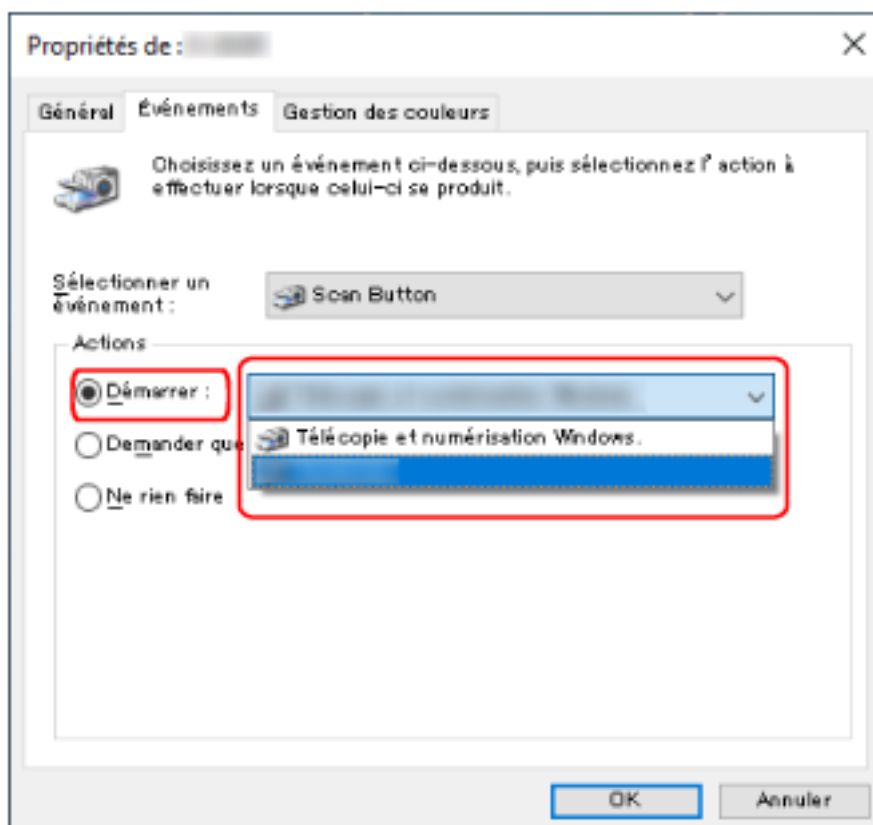 Propriétés de :
Général
Événements
Gestion des couleurs
Choisissez un événement ci-dessous, puis sélectionnez l'action à
effectuer lorsque celui-ci se produit.
Sélectionner un
événement :
Scan Button
Actions
Démarrer :
Télécopie et numérisation Windows.
Demander que
Ne rien faire
OK
Annuler